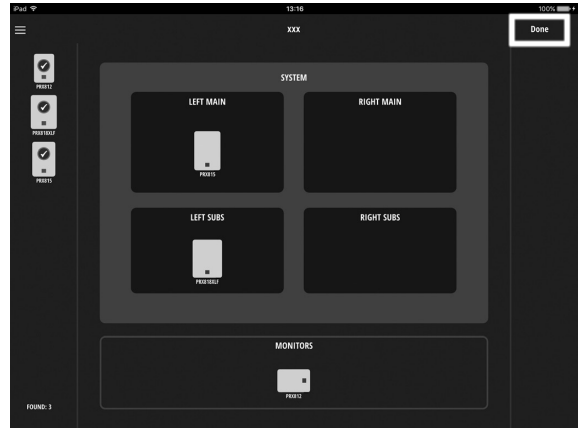 iPad
13:16
100%
xxx
Done
PRX812
PRX818XLF
PRX815
SYSTEM
LEFT MAIN
RIGHT MAIN
PRX815
LEFT SUBS
RIGHT SUBS
PRX818XLF
MONITORS
PRX812
FOUND: 3